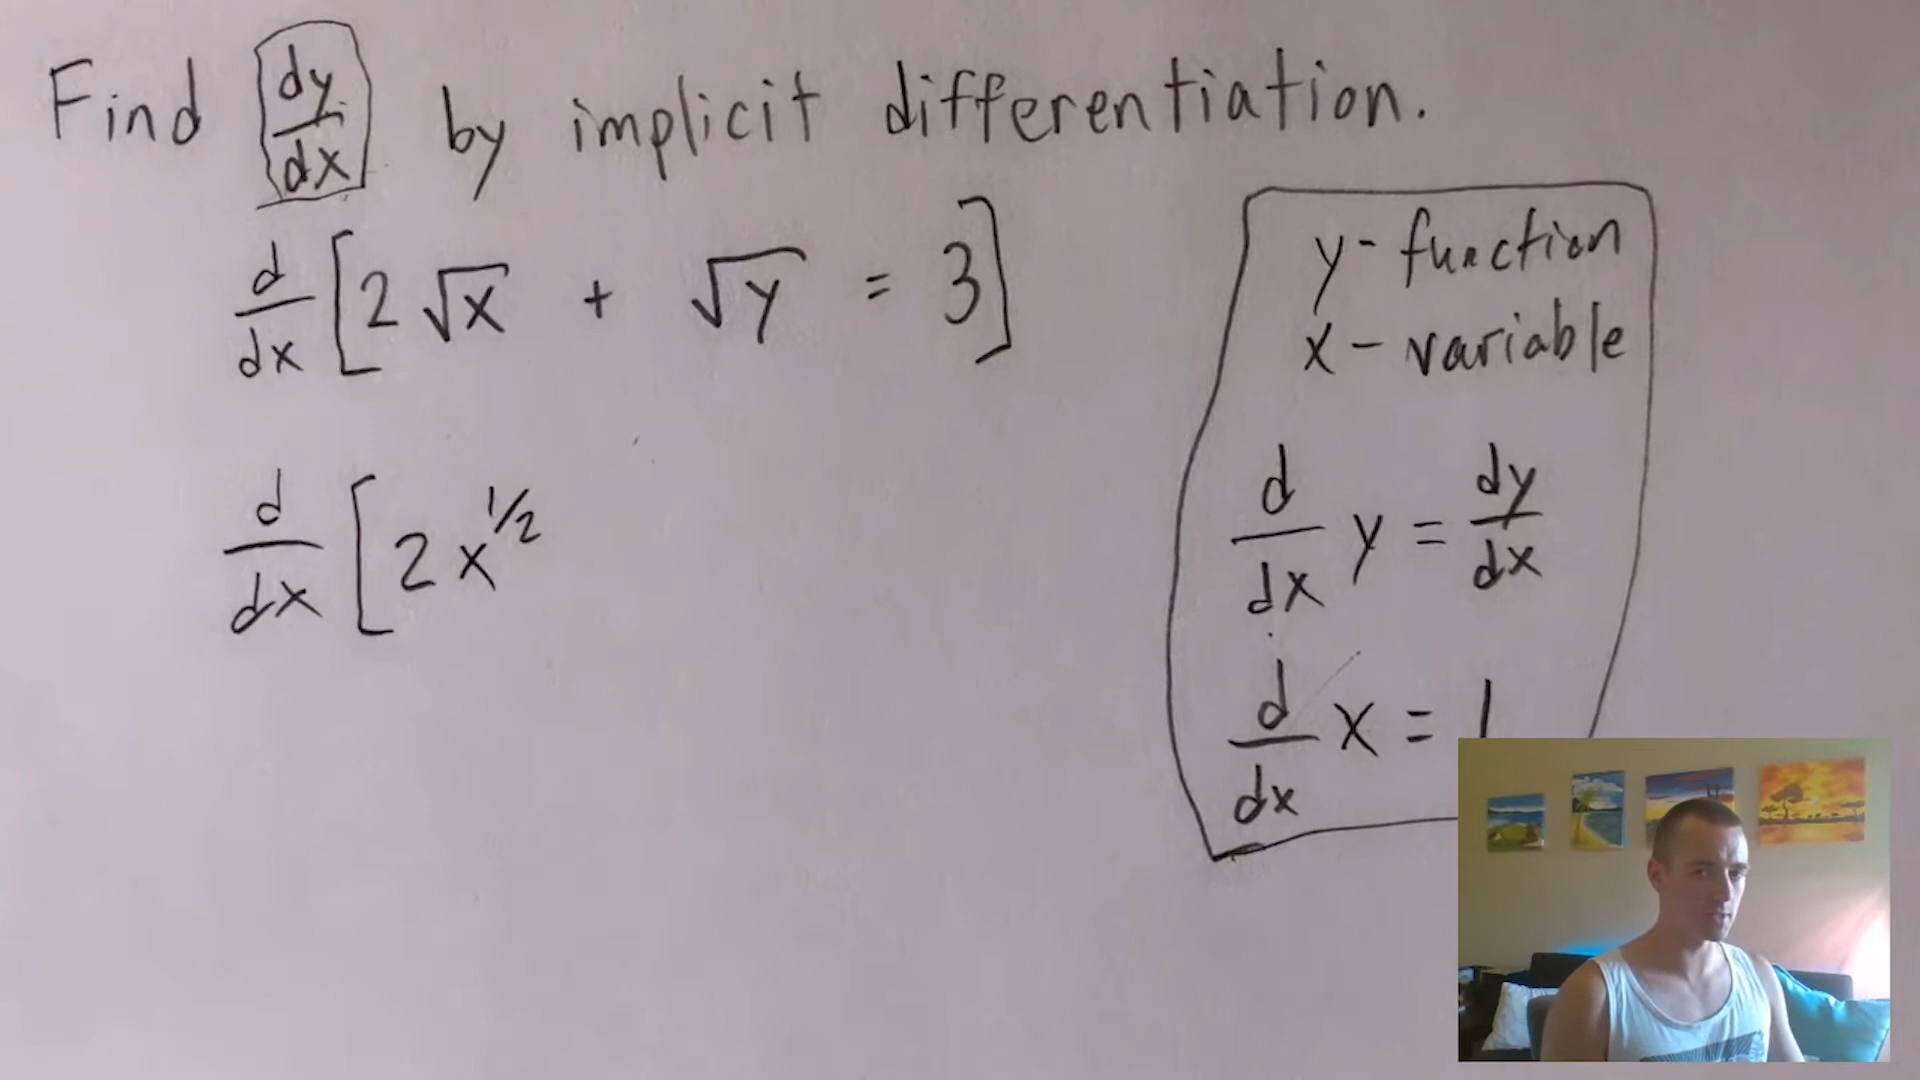 Find dy/dx by implicit differentiation.
d/dx [2√x + √y = 3]
d/dx [2x^1/2
y - function
x - variable
d/dx y = dy/dx
d/dx x = 1